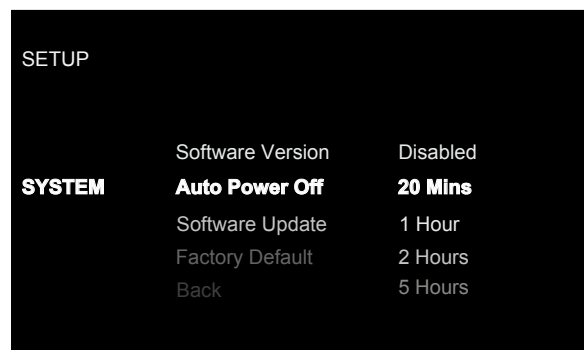 SETUP
Software Version Disabled
SYSTEM Auto Power Off 20 Mins
Software Update 1 Hour
Factory Default 2 Hours
Back 5 Hours